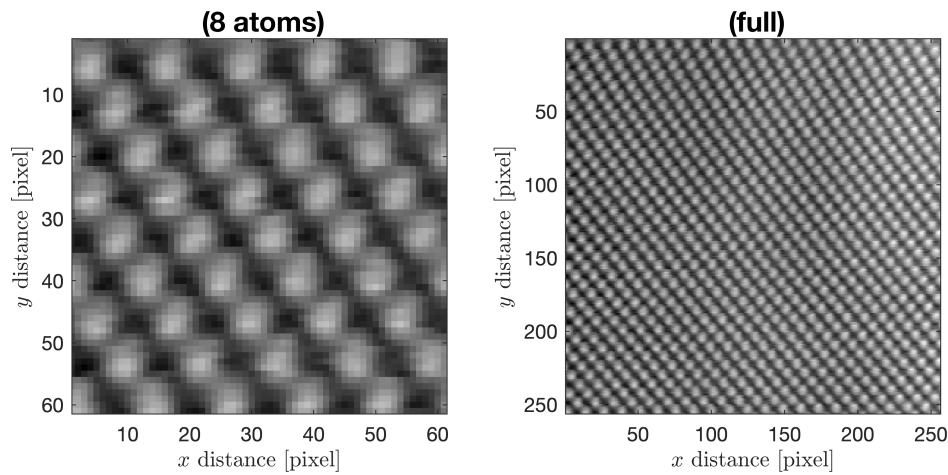 (8 atoms)
10
20
30
40
50
60
y distance [pixel]
10 20 30 40 50 60
x distance [pixel]
(full)
50
100
150
200
250
y distance [pixel]
50 100 150 200 250
x distance [pixel]